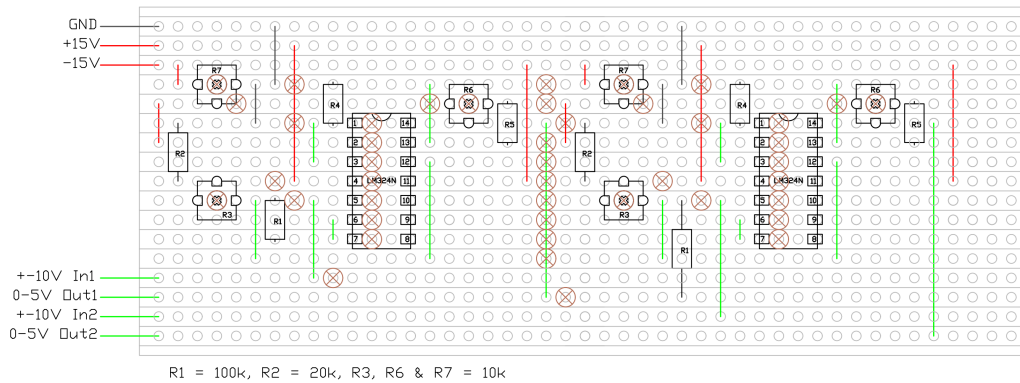 GND
+15V
-15V
R7
R4
R6
R5
R2
R3
R1
1 14
2 13
3 12
4 LM324N 11
5 10
6 9
7 8
R7
R4
R6
R5
R2
R3
R1
1 14
2 13
3 12
4 LM324N 11
5 10
6 9
7 8
+-10V In1
0-5V Out1
+-10V In2
0-5V Out2
R1 = 100k, R2 = 20k, R3, R6 & R7 = 10k